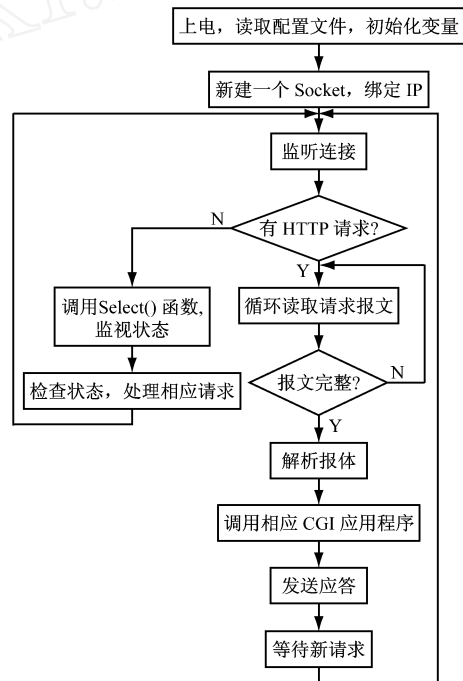 上电，读取配置文件，初始化变量
新建一个 Socket，绑定 IP
监听连接
有 HTTP 请求?
N
Y
调用Select() 函数,
监视状态
循环读取请求报文
检查状态，处理相应请求
报文完整?
N
Y
解析报体
调用相应 CGI 应用程序
发送应答
等待新请求